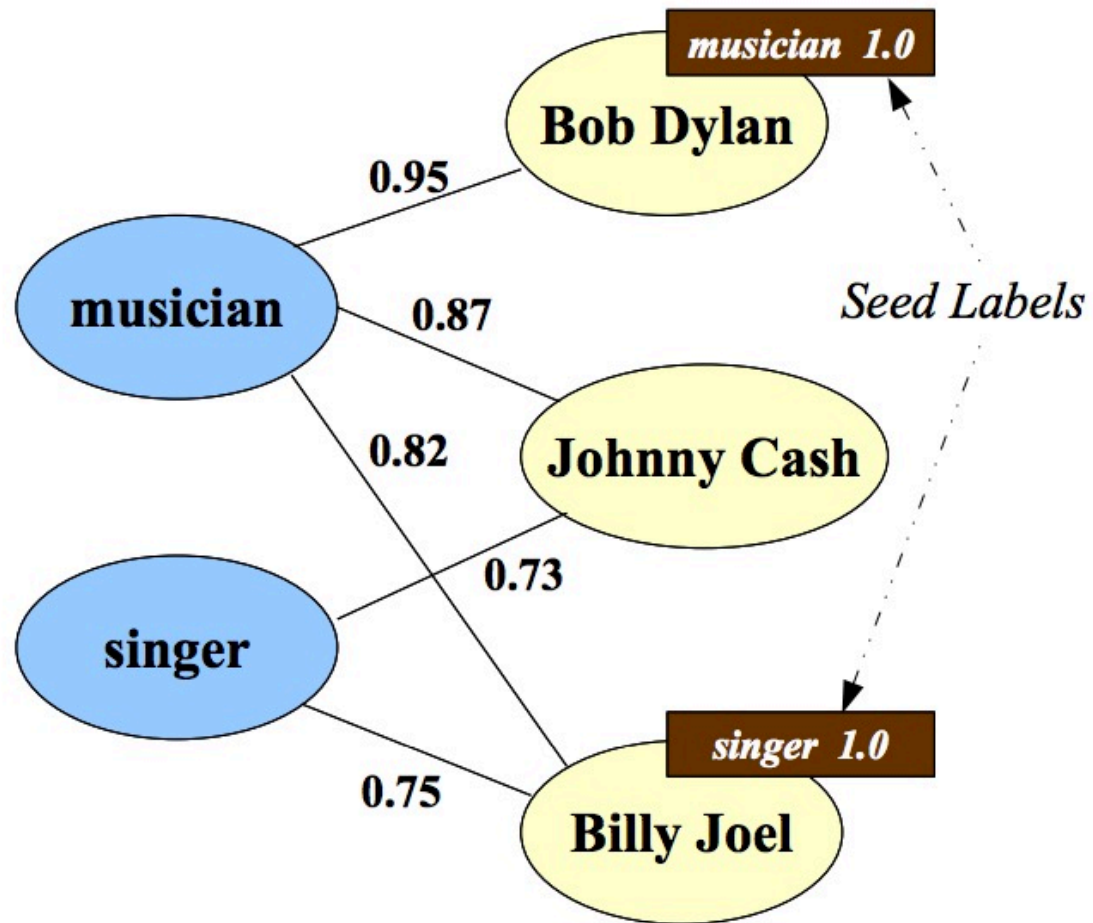 musician 1.0
Bob Dylan
0.95
musician
0.87
Seed Labels
0.82
Johnny Cash
0.73
singer
singer 1.0
0.75
Billy Joel